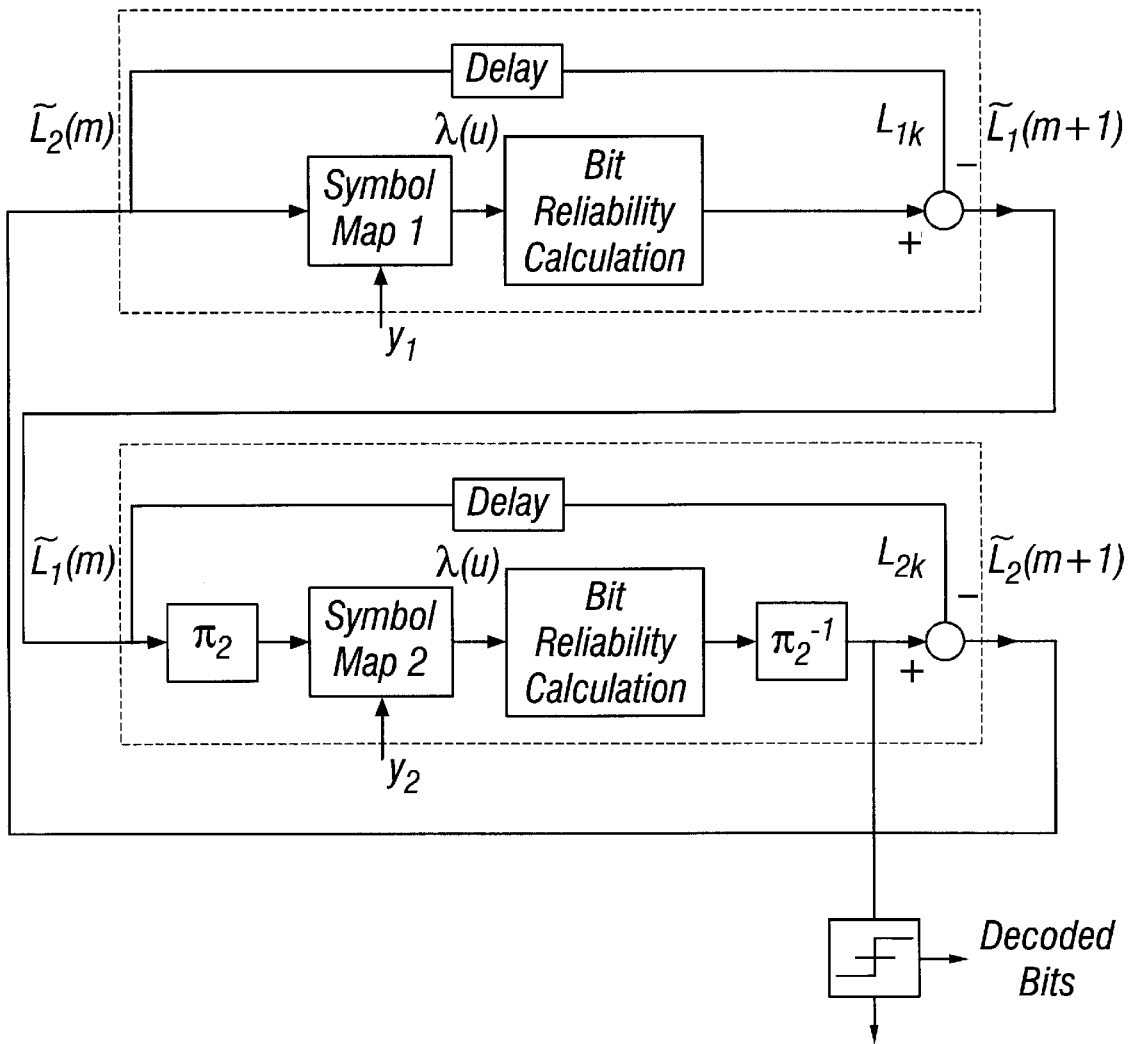 Delay
L̃₂(m)
λ(u)
L₁ₖ
L̃₁(m+1)
−
Symbol
Map 1
Bit
Reliability
Calculation
+
y₁
Delay
L̃₁(m)
λ(u)
L₂ₖ
L̃₂(m+1)
−
π₂
Symbol
Map 2
Bit
Reliability
Calculation
π₂⁻¹
+
y₂
Decoded
Bits